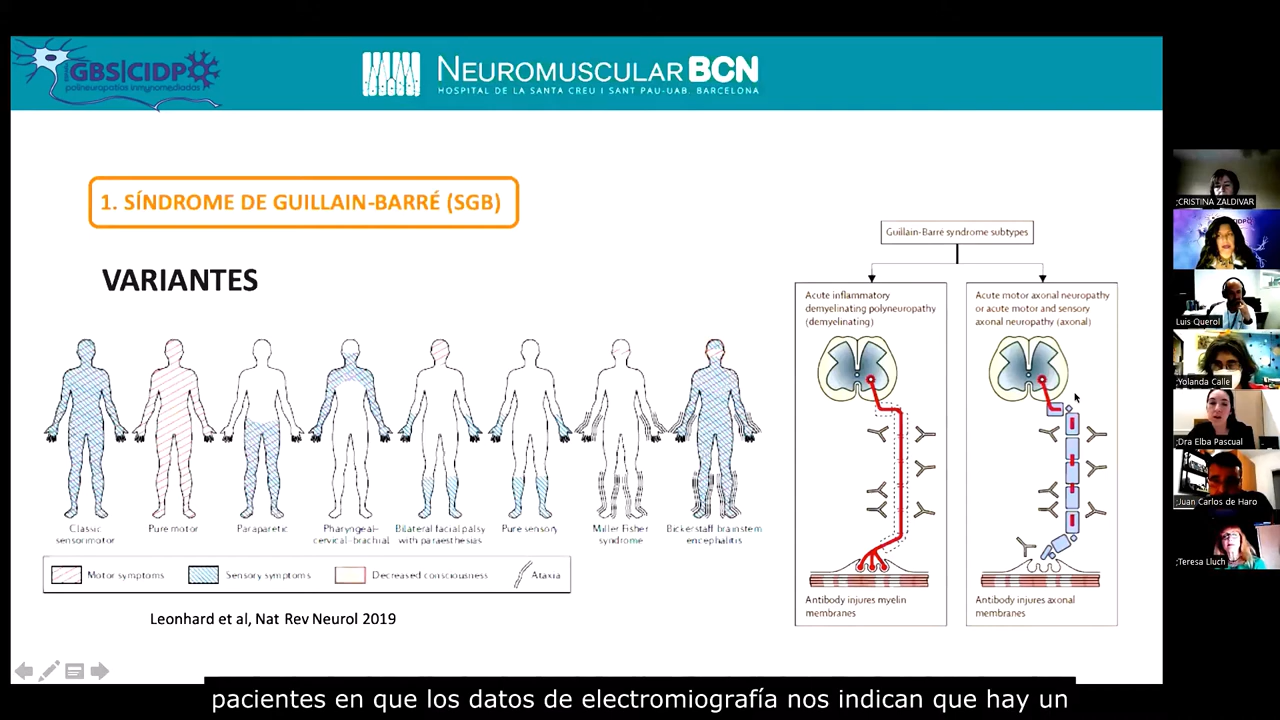 GBS|CIDP
polineuropatías inmunomediadas
NEUROMUSCULAR BCN
HOSPITAL DE LA SANTA CREU I SANT PAU-UAB. BARCELONA
1. SÍNDROME DE GUILLAIN-BARRÉ (SGB)
VARIANTES
Classic
sensorimotor
Pure motor
Paraparetic
Pharyngeal-
cervical-brachial
Bilateral facial palsy
with paraesthesias
Pure sensory
Miller Fisher
syndrome
Bickerstaff brainstem
encephalitis
Motor symptoms
Sensory symptoms
Decreased consciousness
Ataxia
Leonhard et al, Nat Rev Neurol 2019
Guillain-Barré syndrome subtypes
Acute inflammatory
demyelinating polyneuropathy
(demyelinating)
Antibody injures myelin
membranes
Acute motor axonal neuropathy
or acute motor and sensory
axonal neuropathy (axonal)
Antibody injures axonal
membranes
;CRISTINA ZALDIVAR
Luis Querol
;Yolanda Calle
;Dra Elba Pascual
;Juan Carlos de Haro
;Teresa Lluch
pacientes en que los datos de electromiografía nos indican que hay un